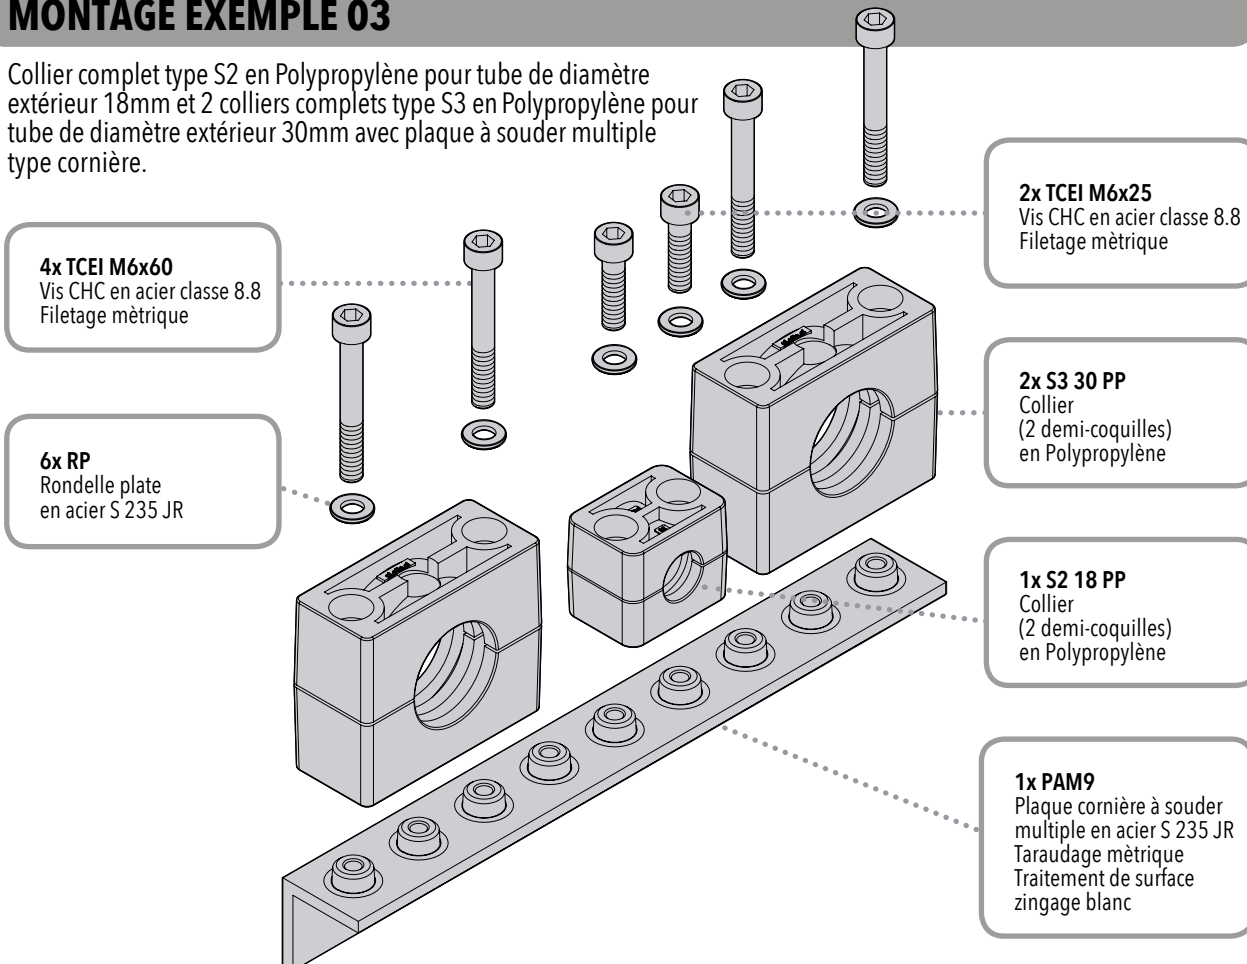 MONTAGE EXEMPLE 03
Collier complet type S2 en Polypropylène pour tube de diamètre
extérieur 18mm et 2 colliers complets type S3 en Polypropylène pour
tube de diamètre extérieur 30mm avec plaque à souder multiple
type cornière.
4x TCEI M6x60
Vis CHC en acier classe 8.8
Filetage mètrique
6x RP
Rondelle plate
en acier S 235 JR
2x TCEI M6x25
Vis CHC en acier classe 8.8
Filetage mètrique
2x S3 30 PP
Collier
(2 demi-coquilles)
en Polypropylène
1x S2 18 PP
Collier
(2 demi-coquilles)
en Polypropylène
1x PAM9
Plaque cornière à souder
multiple en acier S 235 JR
Taraudage mètrique
Traitement de surface
zingage blanc